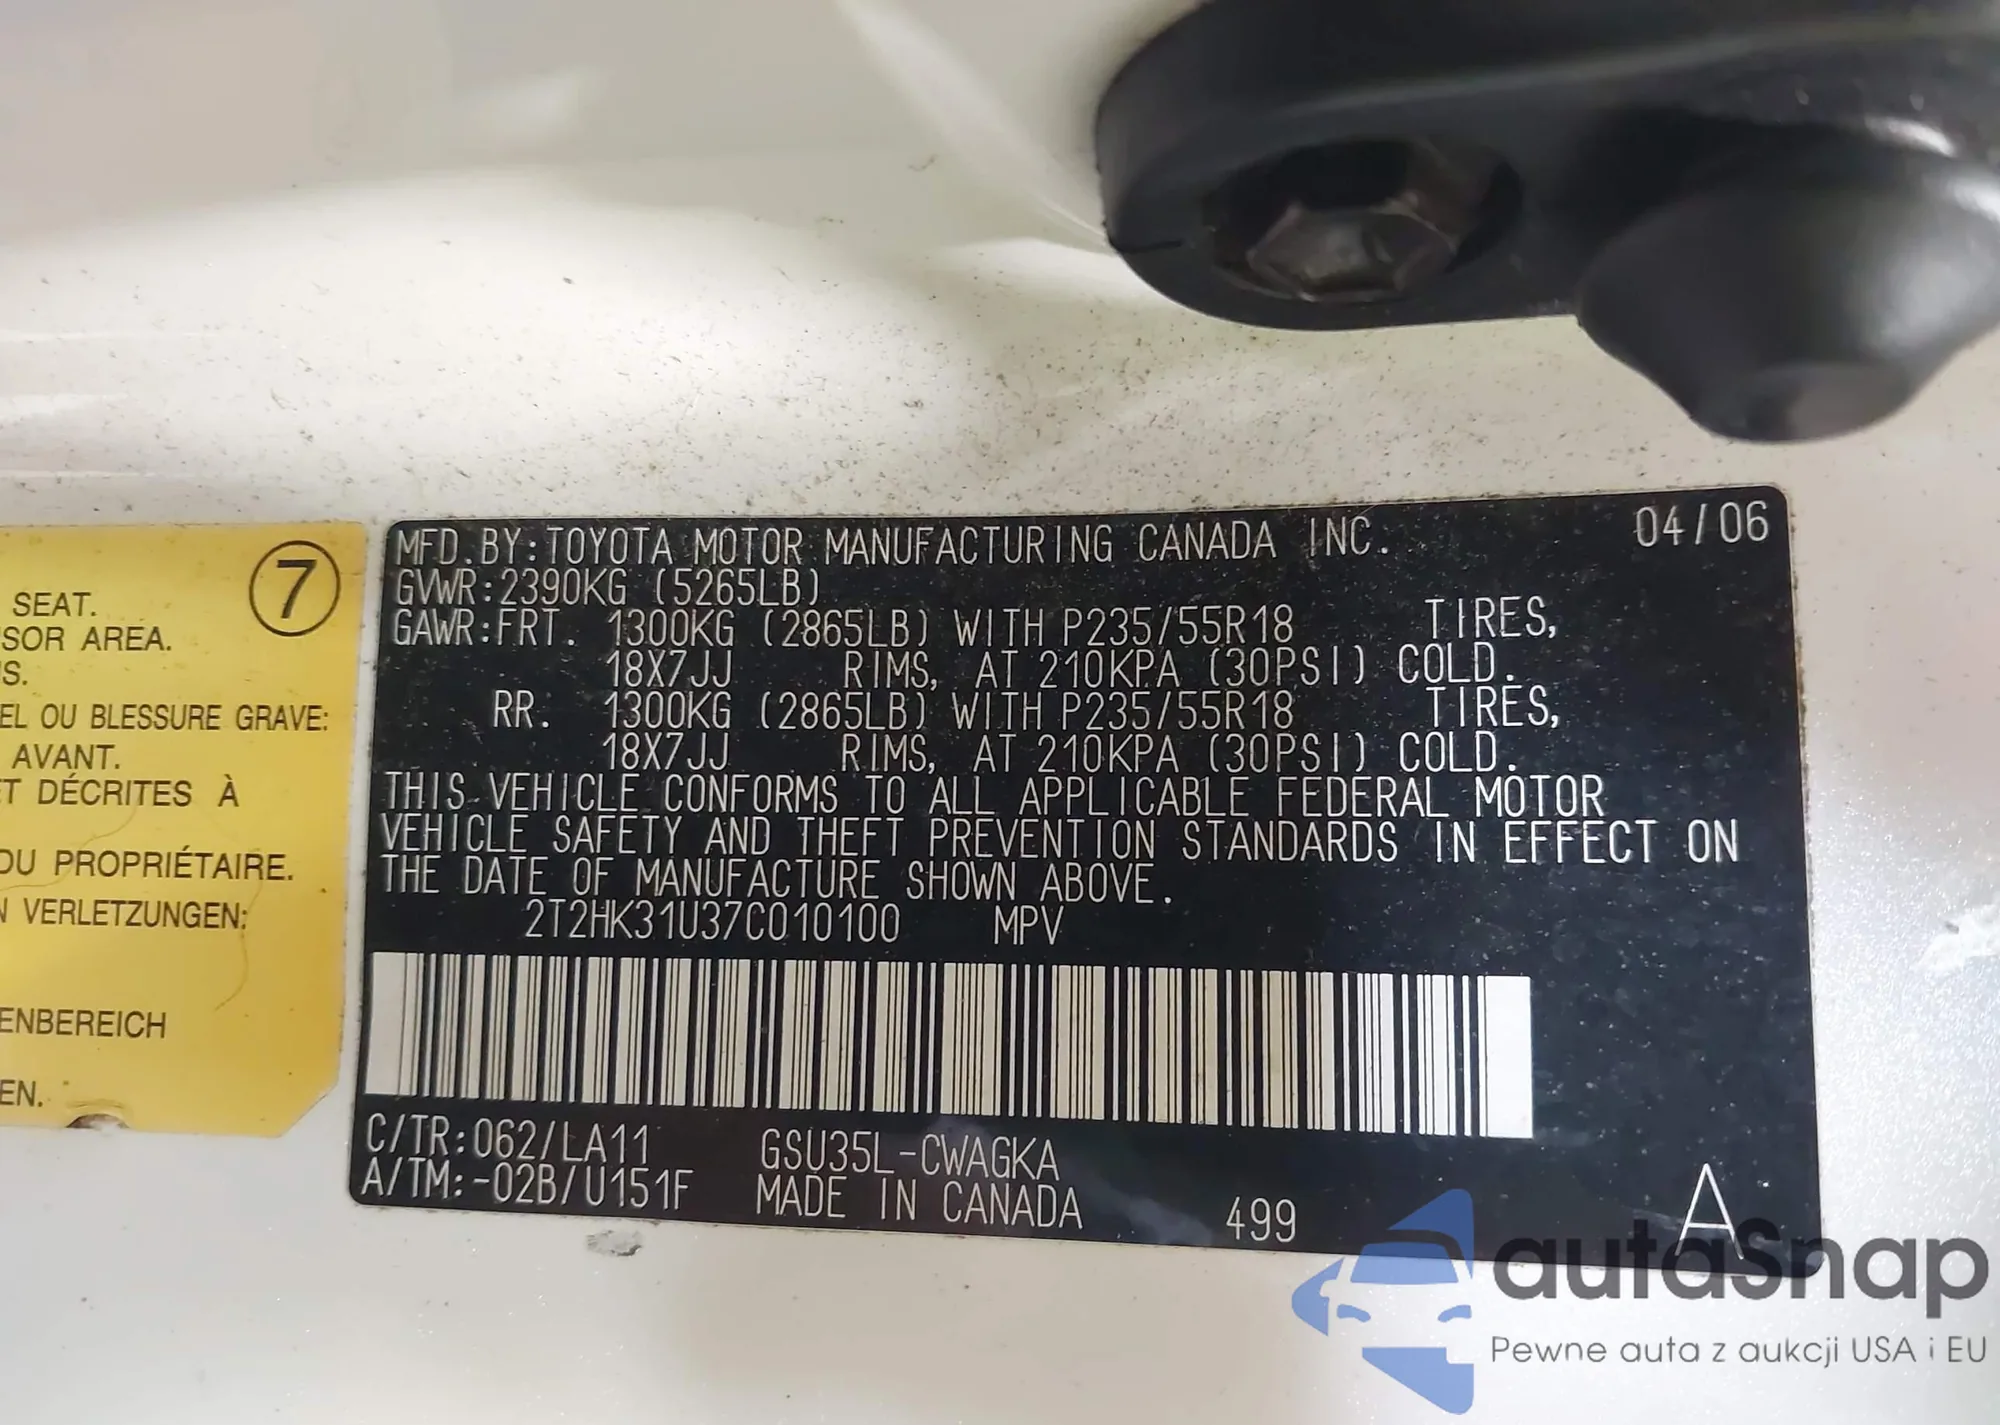 7
SEAT.
SOR AREA.
S.
EL OU BLESSURE GRAVE:
AVANT.
ET DÉCRITES À
DU PROPRIÉTAIRE.
N VERLETZUNGEN:
ENBEREICH
EN.
MFD.BY:TOYOTA MOTOR MANUFACTURING CANADA INC. 04/06
GVWR:2390KG (5265LB)
GAWR:FRT. 1300KG (2865LB) WITH P235/55R18 TIRES,
18X7JJ RIMS, AT 210KPA (30PSI) COLD.
RR. 1300KG (2865LB) WITH P235/55R18 TIRES,
18X7JJ RIMS, AT 210KPA (30PSI) COLD.
THIS VEHICLE CONFORMS TO ALL APPLICABLE FEDERAL MOTOR
VEHICLE SAFETY AND THEFT PREVENTION STANDARDS IN EFFECT ON
THE DATE OF MANUFACTURE SHOWN ABOVE.
2T2HK31U37C010100 MPV
C/TR:062/LA11 GSU35L-CWAGKA
A/TM:-02B/U151F MADE IN CANADA 499 A
autaSnap
Pewne auta z aukcji USA i EU